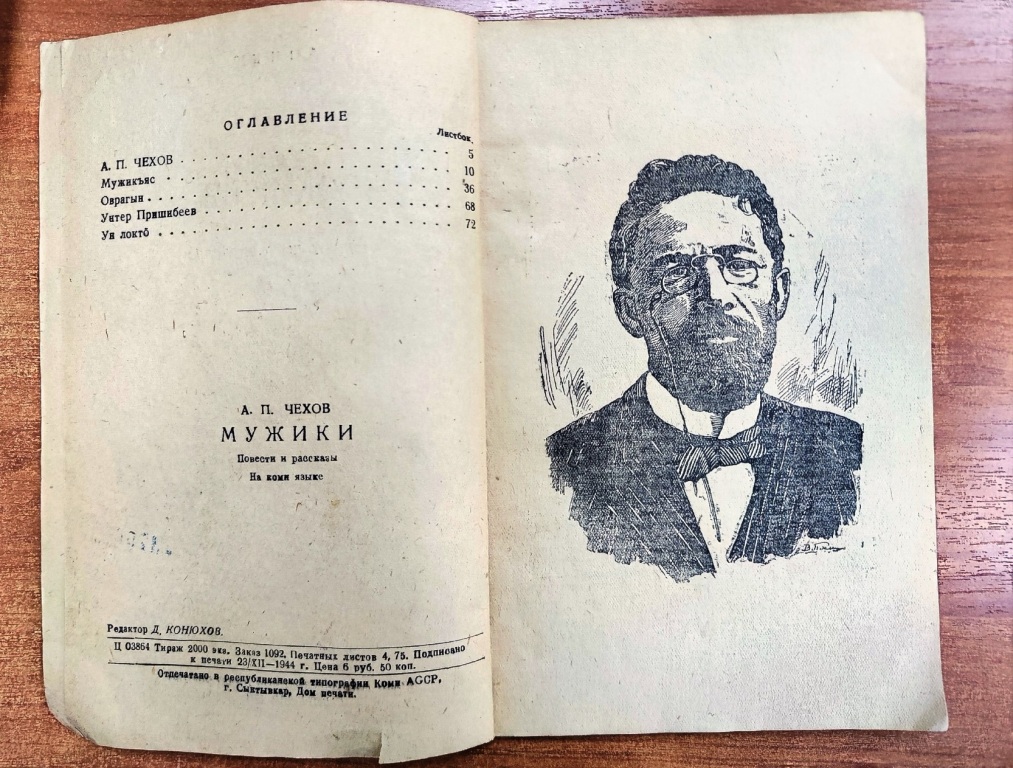 ОГЛАВЛЕНИЕ
Листбок.
А. П. ЧЕХОВ . . . . . . . . . . . . . . . . . . . 5
Мужикъяс . . . . . . . . . . . . . . . . . . . 10
Оврагын . . . . . . . . . . . . . . . . . . . 36
Унтер Пришибеев . . . . . . . . . . . . . . . . . 68
Ун локтӧ . . . . . . . . . . . . . . . . . . . 72
А. П. ЧЕХОВ
МУЖИКИ
Повести и рассказы
На коми языке
Редактор Д. КОНЮХОВ.
Ц 03864 Тираж 2000 экз. Заказ 1092. Печатных листов 4, 75. Подписано
к печати 23/XII—1944 г. Цена 6 руб. 50 коп.
Отпечатано в республиканской типографии Коми АССР,
г. Сыктывкар, Дом печати.